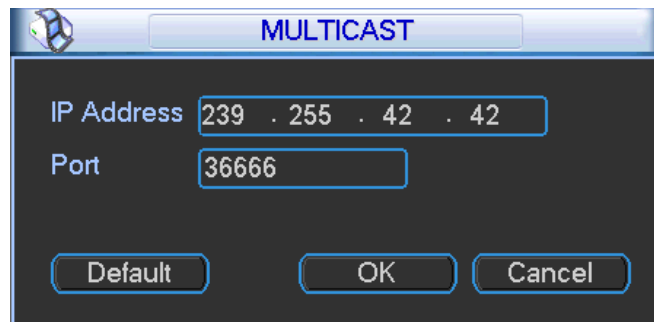 MULTICAST
IP Address 239 . 255 . 42 . 42
Port 36666
Default OK Cancel